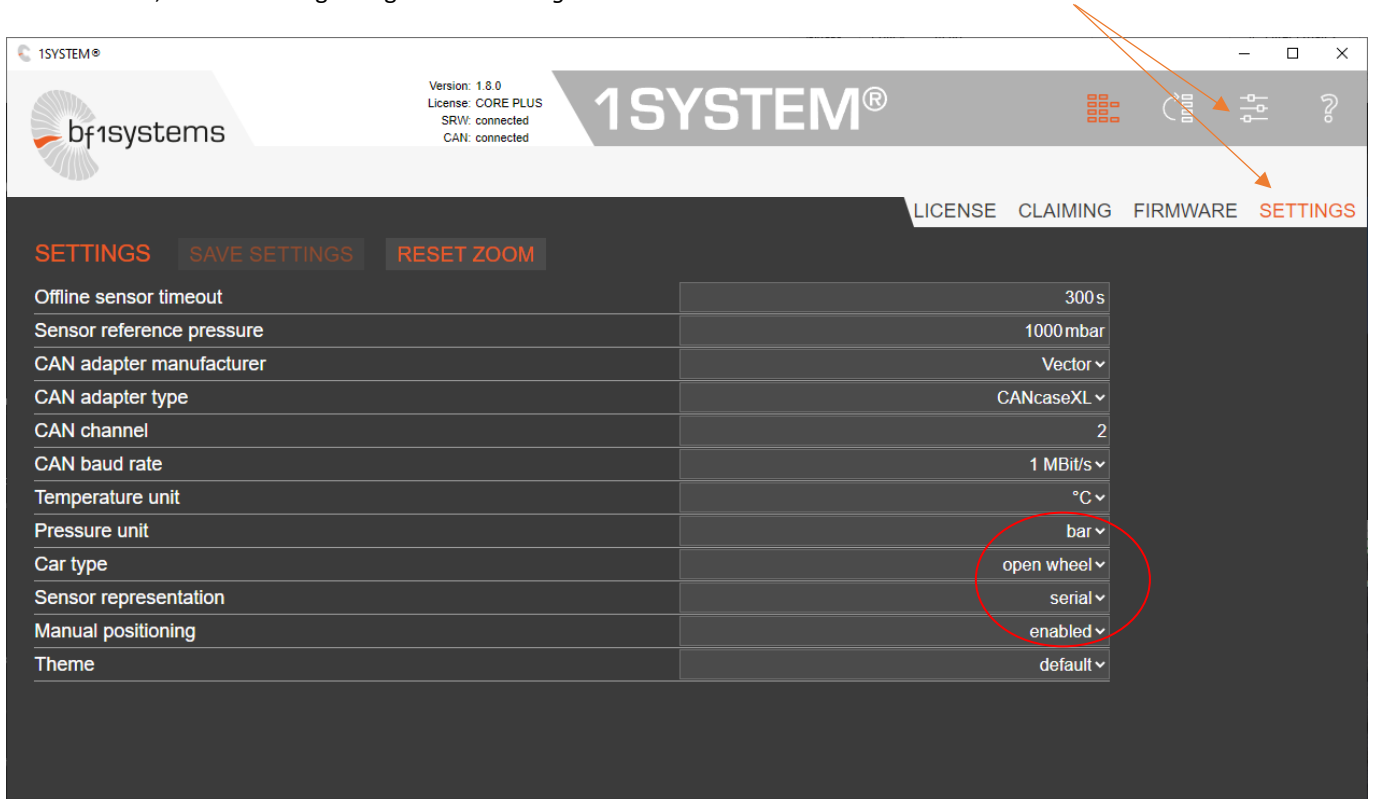 1SYSTEM®
Version: 1.8.0
License: CORE PLUS
SRW: connected
CAN: connected
bf1systems
1SYSTEM®
LICENSE CLAIMING FIRMWARE SETTINGS
SETTINGS SAVE SETTINGS RESET ZOOM
Offline sensor timeout 300 s
Sensor reference pressure 1000 mbar
CAN adapter manufacturer Vector
CAN adapter type CANcaseXL
CAN channel 2
CAN baud rate 1 MBit/s
Temperature unit °C
Pressure unit bar
Car type open wheel
Sensor representation serial
Manual positioning enabled
Theme default